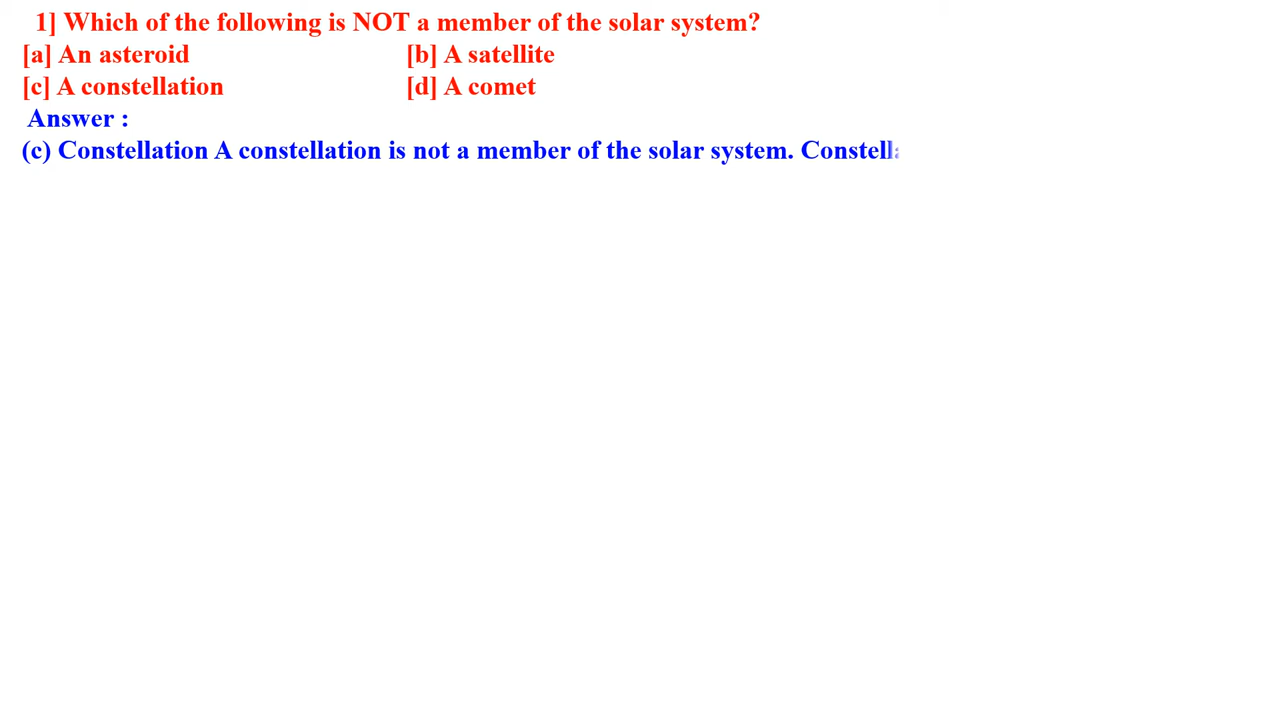 1] Which of the following is NOT a member of the solar system?
[a] An asteroid [b] A satellite
[c] A constellation [d] A comet
Answer :
(c) Constellation A constellation is not a member of the solar system. Constella